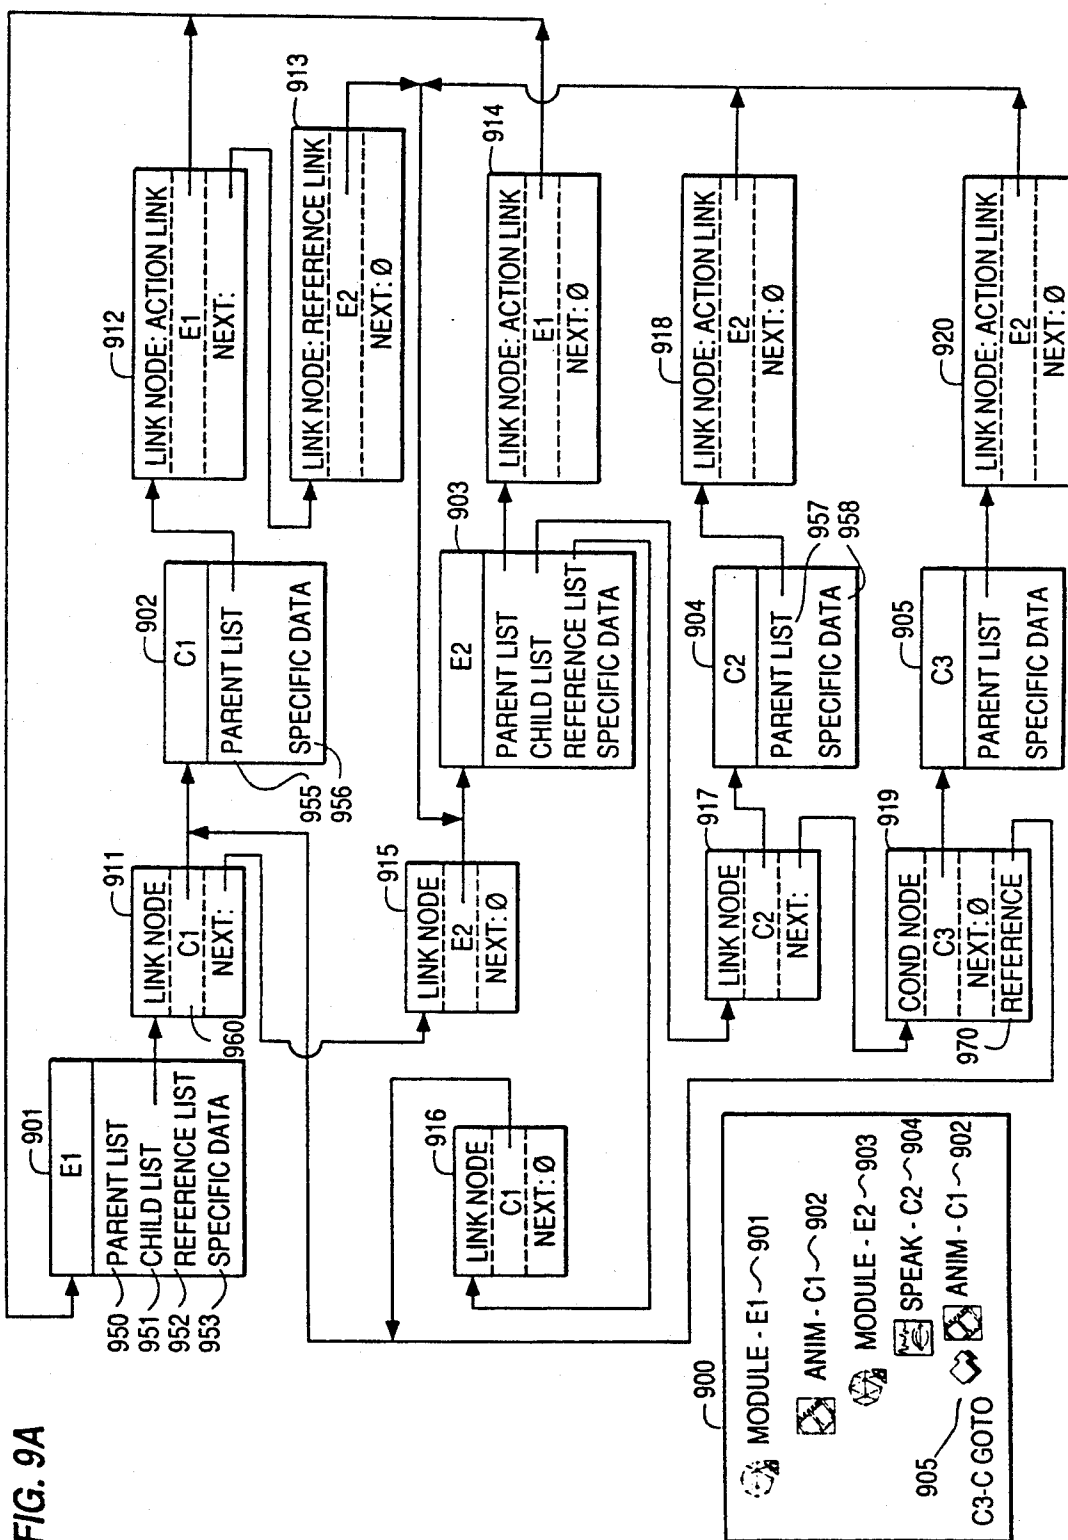 FIG. 9A
901
E1
950
PARENT LIST
951
CHILD LIST
952
REFERENCE LIST
953
SPECIFIC DATA
911
LINK NODE
C1
NEXT:
960
902
C1
PARENT LIST
SPECIFIC DATA
955
956
912
LINK NODE: ACTION LINK
E1
NEXT:
913
LINK NODE: REFERENCE LINK
E2
NEXT: Ø
916
LINK NODE
C1
NEXT: Ø
915
LINK NODE
E2
NEXT: Ø
903
E2
PARENT LIST
CHILD LIST
REFERENCE LIST
SPECIFIC DATA
914
LINK NODE: ACTION LINK
E1
NEXT: Ø
917
LINK NODE
C2
NEXT:
904
C2
PARENT LIST
957
SPECIFIC DATA
958
918
LINK NODE: ACTION LINK
E2
NEXT: Ø
919
COND NODE
C3
NEXT: Ø
REFERENCE
970
905
C3
PARENT LIST
SPECIFIC DATA
920
LINK NODE: ACTION LINK
E2
NEXT: Ø
900
MODULE - E1 901
ANIM - C1 902
MODULE - E2 903
SPEAK - C2 904
905
ANIM - C1 902
C3-C GOTO